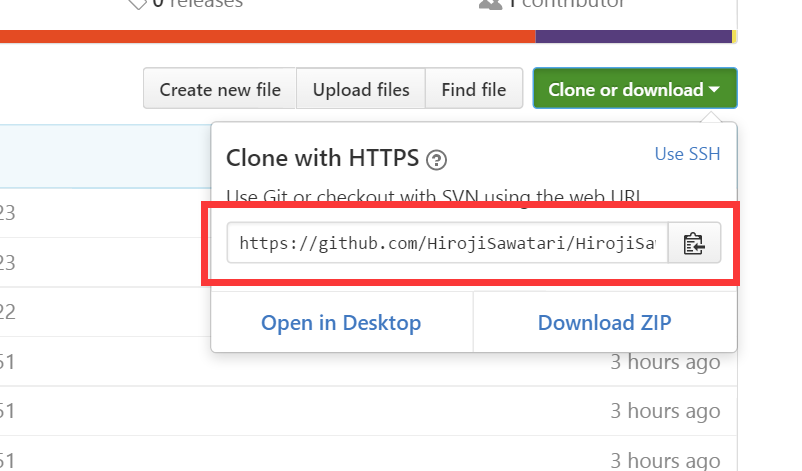 0 releases
1 contributor
Create new file
Upload files
Find file
Clone or download
Clone with HTTPS ?
Use SSH
Use Git or checkout with SVN using the web URL
23
https://github.com/HirojiSawatari/HirojiSa
23
22
Open in Desktop
Download ZIP
51
3 hours ago
51
3 hours ago
51
3 hours ago